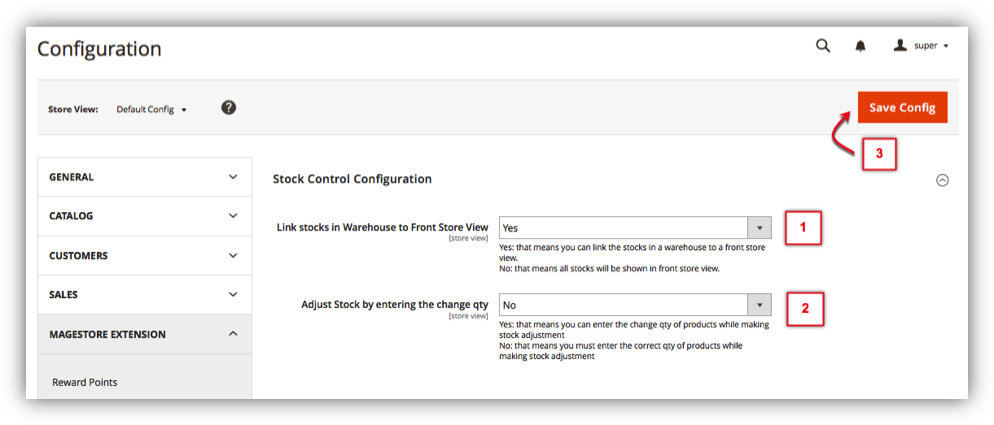 Configuration
super
Store View: Default Config ?
Save Config
3
GENERAL
CATALOG
CUSTOMERS
SALES
MAGESTORE EXTENSION
Reward Points
Stock Control Configuration
Link stocks in Warehouse to Front Store View
[store view]
Yes
1
Yes: that means you can link the stocks in a warehouse to a front store
view.
No: that means all stocks will be shown in front store view.
Adjust Stock by entering the change qty
[store view]
No
2
Yes: that means you can enter the change qty of products while making
stock adjustment
No: that means you must enter the correct qty of products while
making stock adjustment